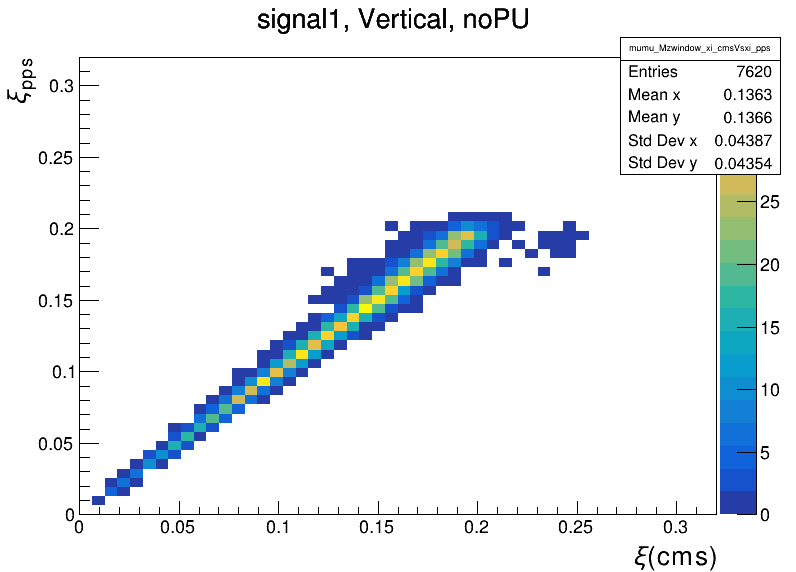 signal1, Vertical, noPU
mumu_Mzwindow_xi_cmsVsxi_pps
Entries 7620
Mean x 0.1363
Mean y 0.1366
Std Dev x 0.04387
Std Dev y 0.04354
ξpps
0.3
0.25
0.2
0.15
0.1
0.05
0
25
20
15
10
5
0
0 0.05 0.1 0.15 0.2 0.25 0.3
ξ(cms)